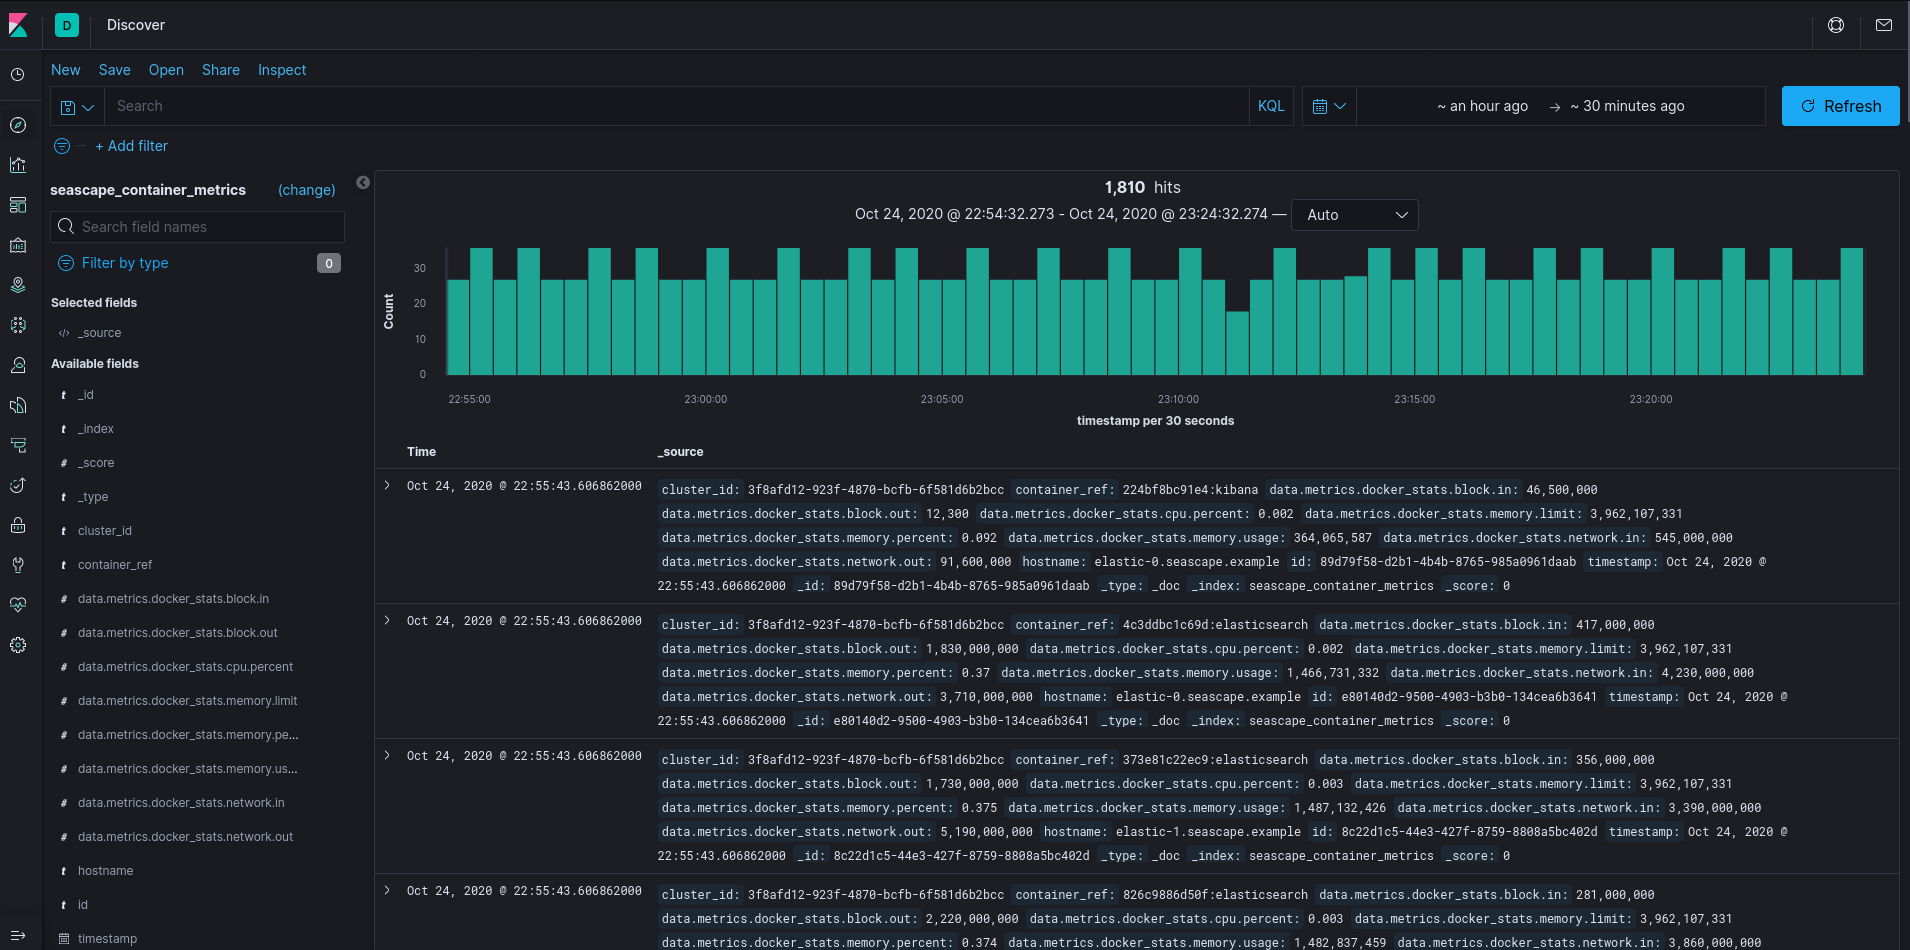 D
Discover
New Save Open Share Inspect
Search
KQL
~ an hour ago → ~ 30 minutes ago
Refresh
+ Add filter
seascape_container_metrics (change)
Search field names
Filter by type 0
Selected fields
</> _source
Available fields
t _id
t _index
# _score
t _type
t cluster_id
t container_ref
# data.metrics.docker_stats.block.in
# data.metrics.docker_stats.block.out
# data.metrics.docker_stats.cpu.percent
# data.metrics.docker_stats.memory.limit
# data.metrics.docker_stats.memory.pe...
# data.metrics.docker_stats.memory.us...
# data.metrics.docker_stats.network.in
# data.metrics.docker_stats.network.out
t hostname
t id
timestamp
1,810 hits
Oct 24, 2020 @ 22:54:32.273 - Oct 24, 2020 @ 23:24:32.274 — Auto
Count
30
20
10
0
22:55:00 23:00:00 23:05:00 23:10:00 23:15:00 23:20:00
timestamp per 30 seconds
Time _source
Oct 24, 2020 @ 22:55:43.606862000 cluster_id: 3f8afd12-923f-4870-bcfb-6f581d6b2bcc container_ref: 224bf8bc91e4:kibana data.metrics.docker_stats.block.in: 46,500,000
data.metrics.docker_stats.block.out: 12,300 data.metrics.docker_stats.cpu.percent: 0.002 data.metrics.docker_stats.memory.limit: 3,962,107,331
data.metrics.docker_stats.memory.percent: 0.092 data.metrics.docker_stats.memory.usage: 364,065,587 data.metrics.docker_stats.network.in: 545,000,000
data.metrics.docker_stats.network.out: 91,600,000 hostname: elastic-0.seascape.example id: 89d79f58-d2b1-4b4b-8765-985a0961daab timestamp: Oct 24, 2020 @
22:55:43.606862000 _id: 89d79f58-d2b1-4b4b-8765-985a0961daab _type: _doc _index: seascape_container_metrics _score: 0
Oct 24, 2020 @ 22:55:43.606862000 cluster_id: 3f8afd12-923f-4870-bcfb-6f581d6b2bcc container_ref: 4c3ddbc1c69d:elasticsearch data.metrics.docker_stats.block.in: 417,000,000
data.metrics.docker_stats.block.out: 1,830,000,000 data.metrics.docker_stats.cpu.percent: 0.002 data.metrics.docker_stats.memory.limit: 3,962,107,331
data.metrics.docker_stats.memory.percent: 0.37 data.metrics.docker_stats.memory.usage: 1,466,731,332 data.metrics.docker_stats.network.in: 4,230,000,000
data.metrics.docker_stats.network.out: 3,710,000,000 hostname: elastic-0.seascape.example id: e80140d2-9500-4903-b3b0-134cea6b3641 timestamp: Oct 24, 2020 @
22:55:43.606862000 _id: e80140d2-9500-4903-b3b0-134cea6b3641 _type: _doc _index: seascape_container_metrics _score: 0
Oct 24, 2020 @ 22:55:43.606862000 cluster_id: 3f8afd12-923f-4870-bcfb-6f581d6b2bcc container_ref: 373e81c22ec9:elasticsearch data.metrics.docker_stats.block.in: 356,000,000
data.metrics.docker_stats.block.out: 1,730,000,000 data.metrics.docker_stats.cpu.percent: 0.003 data.metrics.docker_stats.memory.limit: 3,962,107,331
data.metrics.docker_stats.memory.percent: 0.375 data.metrics.docker_stats.memory.usage: 1,487,132,426 data.metrics.docker_stats.network.in: 3,390,000,000
data.metrics.docker_stats.network.out: 5,190,000,000 hostname: elastic-1.seascape.example id: 8c22d1c5-44e3-427f-8759-8808a5bc402d timestamp: Oct 24, 2020 @
22:55:43.606862000 _id: 8c22d1c5-44e3-427f-8759-8808a5bc402d _type: _doc _index: seascape_container_metrics _score: 0
Oct 24, 2020 @ 22:55:43.606862000 cluster_id: 3f8afd12-923f-4870-bcfb-6f581d6b2bcc container_ref: 826c9886d50f:elasticsearch data.metrics.docker_stats.block.in: 281,000,000
data.metrics.docker_stats.block.out: 2,220,000,000 data.metrics.docker_stats.cpu.percent: 0.003 data.metrics.docker_stats.memory.limit: 3,962,107,331
data.metrics.docker_stats.memory.percent: 0.374 data.metrics.docker_stats.memory.usage: 1,482,837,459 data.metrics.docker_stats.network.in: 3,860,000,000